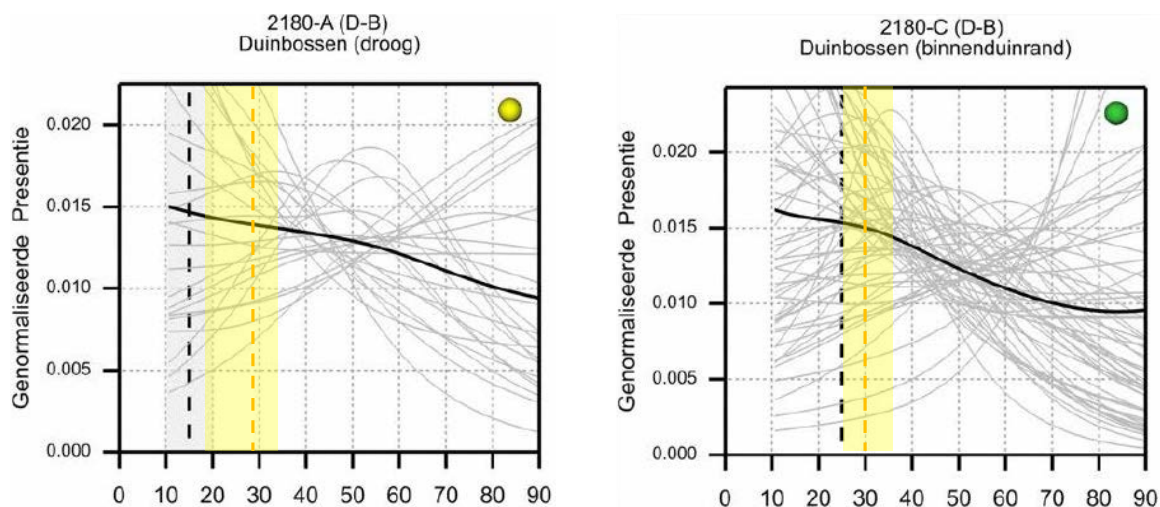 2180-A (D-B)
Duinbossen (droog)
Genormaliseerde Presentie
0.020
0.015
0.010
0.005
0.000
0 10 20 30 40 50 60 70 80 90
2180-C (D-B)
Duinbossen (binnenduinrand)
Genormaliseerde Presentie
0.020
0.015
0.010
0.005
0.000
0 10 20 30 40 50 60 70 80 90